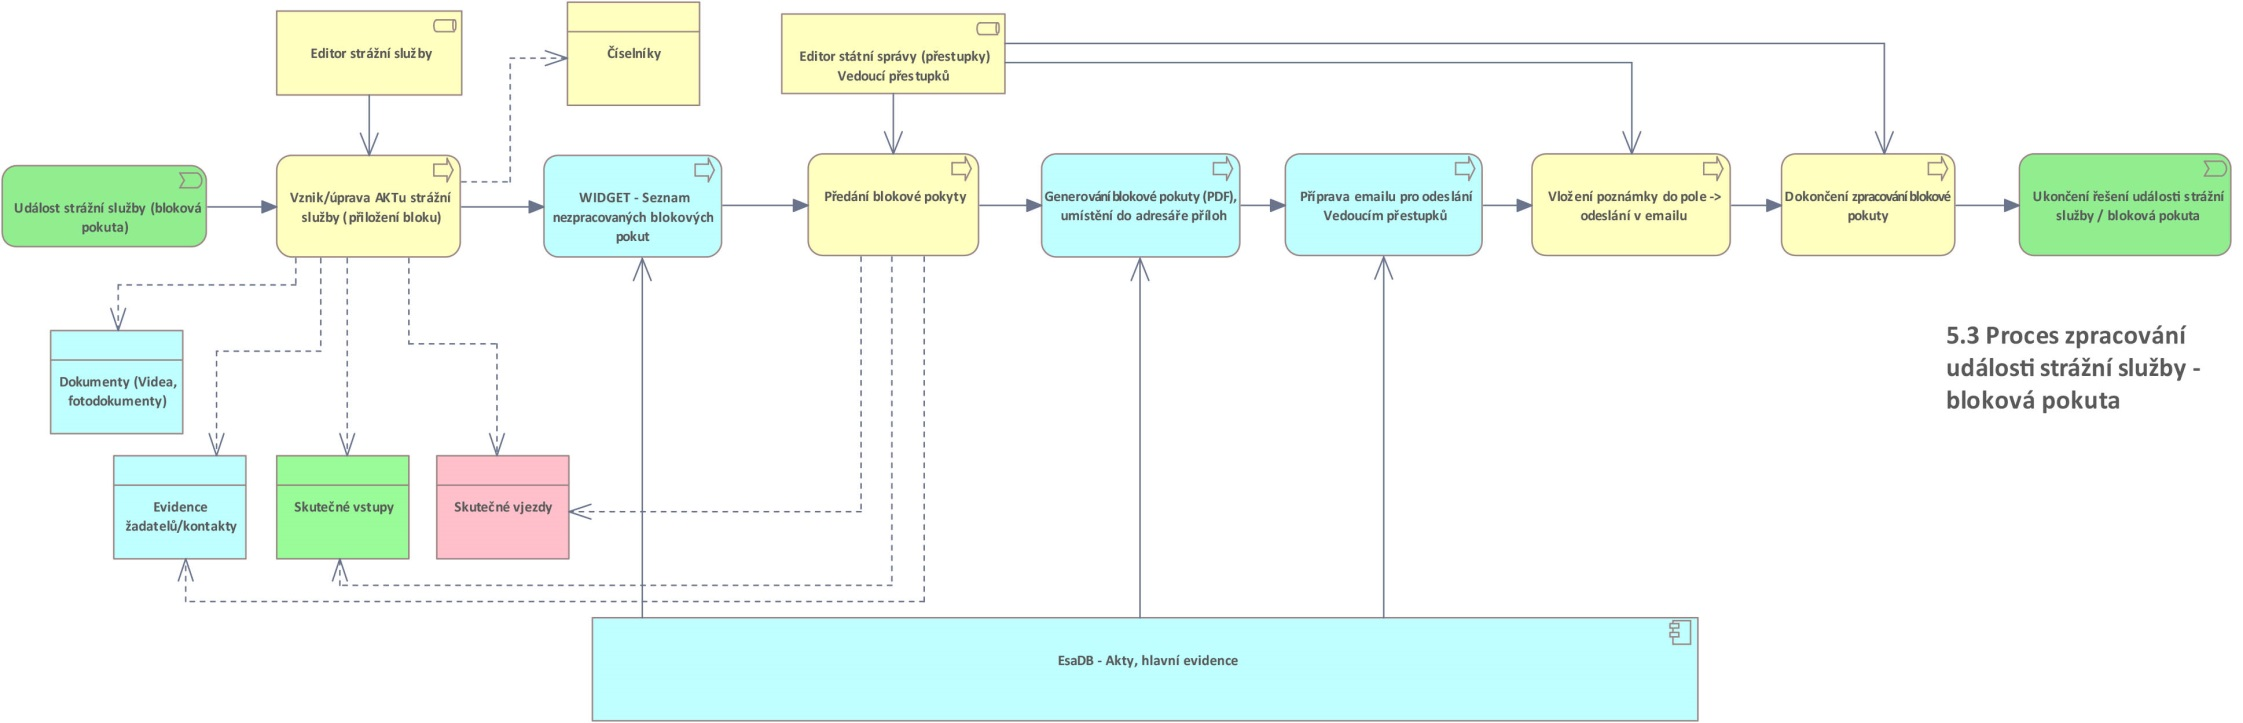 Editor strážní služby
Číselníky
Editor státní správy (přestupky)
Vedoucí přestupků
Událost strážní služby (bloková
pokuta)
Vznik/úprava AKTu strážní
služby (přiložení bloku)
WIDGET - Seznam
nezpracovaných blokových
pokut
Předání blokové pokyty
Generování blokové pokuty (PDF),
umístění do adresáře příloh
Příprava emailu pro odeslání
Vedoucím přestupků
Vložení poznámky do pole ->
odeslání v emailu
Dokončení zpracování blokové
pokuty
Ukončení řešení události strážní
služby / bloková pokuta
Dokumenty (Videa,
fotodokumenty)
Evidence
žadatelů/kontakty
Skutečné vstupy
Skutečné vjezdy
5.3 Proces zpracování
události strážní služby -
bloková pokuta
EsaDB - Akty, hlavní evidence